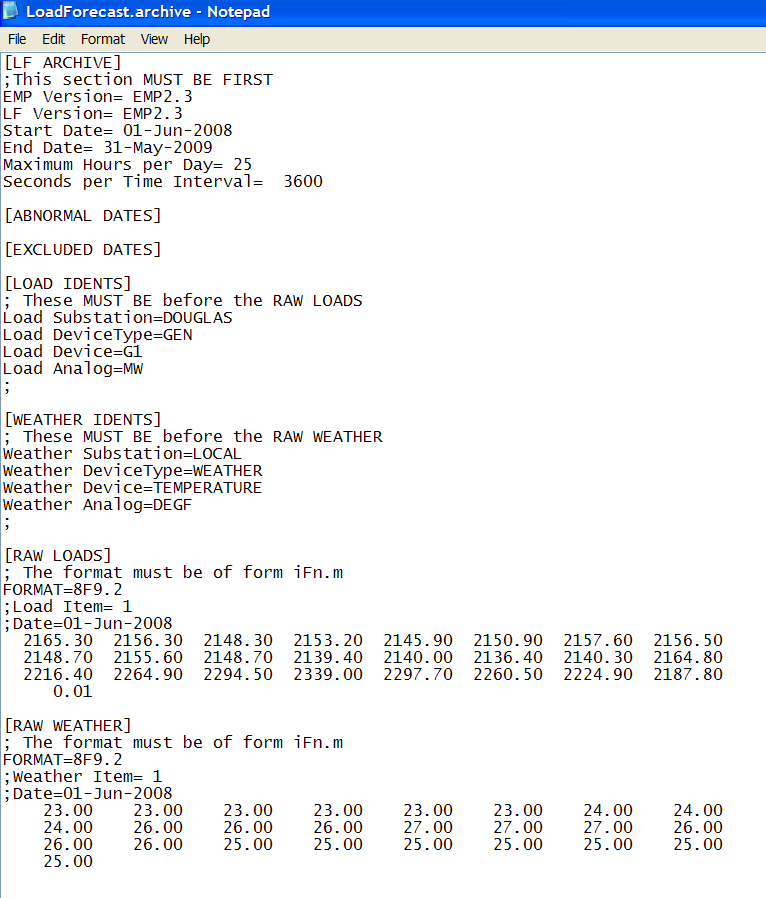 LoadForecast.archive - Notepad
File Edit Format View Help
[LF ARCHIVE]
;This section MUST BE FIRST
EMP Version= EMP2.3
LF Version= EMP2.3
Start Date= 01-Jun-2008
End Date= 31-May-2009
Maximum Hours per Day= 25
Seconds per Time Interval=  3600

[ABNORMAL DATES]

[EXCLUDED DATES]

[LOAD IDENTS]
; These MUST BE before the RAW LOADS
Load Substation=DOUGLAS
Load DeviceType=GEN
Load Device=G1
Load Analog=MW
;

[WEATHER IDENTS]
; These MUST BE before the RAW WEATHER
Weather Substation=LOCAL
Weather DeviceType=WEATHER
Weather Device=TEMPERATURE
Weather Analog=DEGF
;

[RAW LOADS]
; The format must be of form iFn.m
FORMAT=8F9.2
;Load Item= 1
;Date=01-Jun-2008
  2165.30  2156.30  2148.30  2153.20  2145.90  2150.90  2157.60  2156.50
  2148.70  2155.60  2148.70  2139.40  2140.00  2136.40  2140.30  2164.80
  2216.40  2264.90  2294.50  2339.00  2297.70  2260.50  2224.90  2187.80
     0.01

[RAW WEATHER]
; The format must be of form iFn.m
FORMAT=8F9.2
;Weather Item= 1
;Date=01-Jun-2008
    23.00    23.00    23.00    23.00    23.00    23.00    24.00    24.00
    24.00    26.00    26.00    26.00    27.00    27.00    27.00    26.00
    26.00    26.00    25.00    25.00    25.00    25.00    25.00    25.00
    25.00